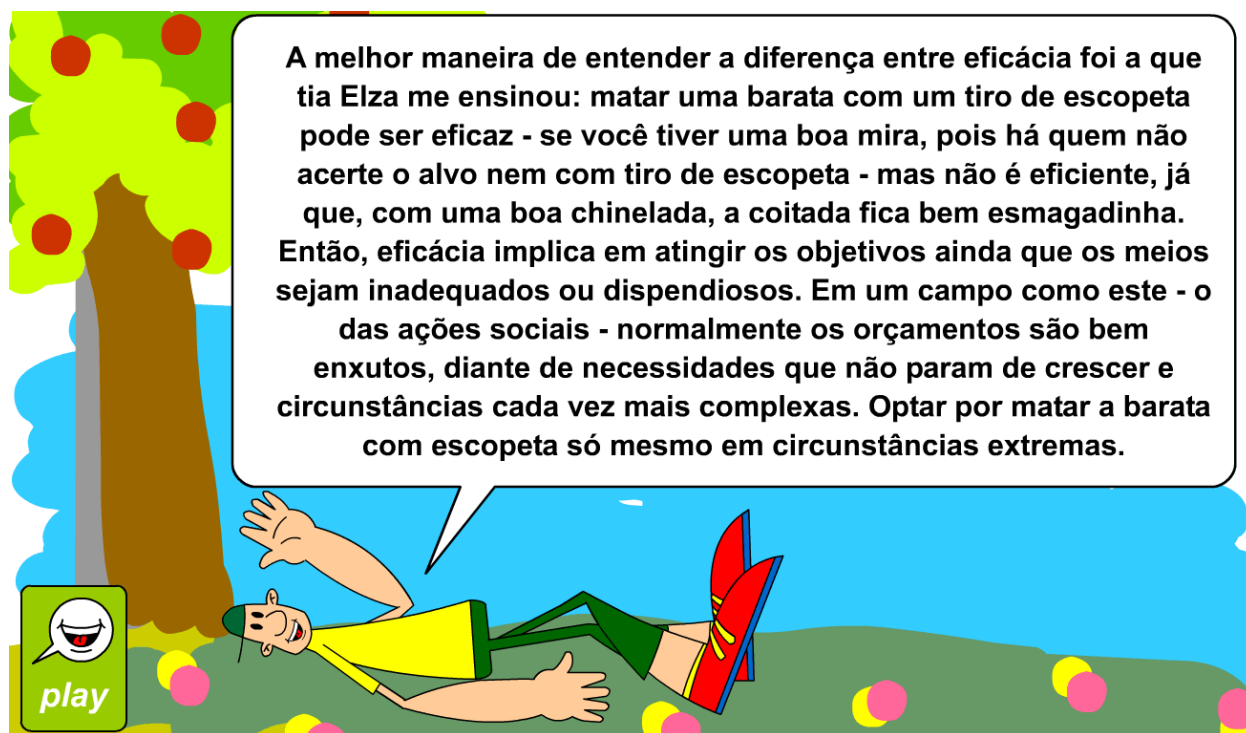 A melhor maneira de entender a diferença entre eficácia foi a que
tia Elza me ensinou: matar uma barata com um tiro de escopeta
pode ser eficaz - se você tiver uma boa mira, pois há quem não
acerte o alvo nem com tiro de escopeta - mas não é eficiente, já
que, com uma boa chinelada, a coitada fica bem esmagadinha.
Então, eficácia implica em atingir os objetivos ainda que os meios
sejam inadequados ou dispendiosos. Em um campo como este - o
das ações sociais - normalmente os orçamentos são bem
enxutos, diante de necessidades que não param de crescer e
circunstâncias cada vez mais complexas. Optar por matar a barata
com escopeta só mesmo em circunstâncias extremas.
play